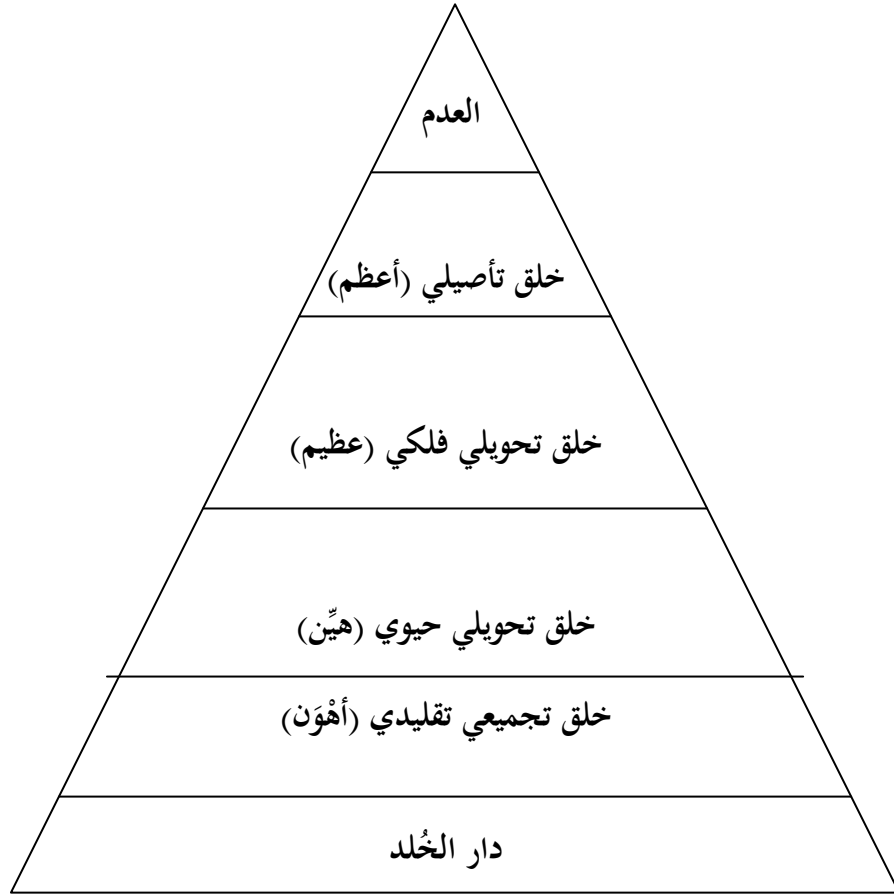 العدم
خلق تأصيلي (أعظم)
خلق تحويلي فلكي (عظيم)
خلق تحويلي حيوي (هيِّن)
خلق تجميعي تقليدي (أهْوَن)
دار الخُلد